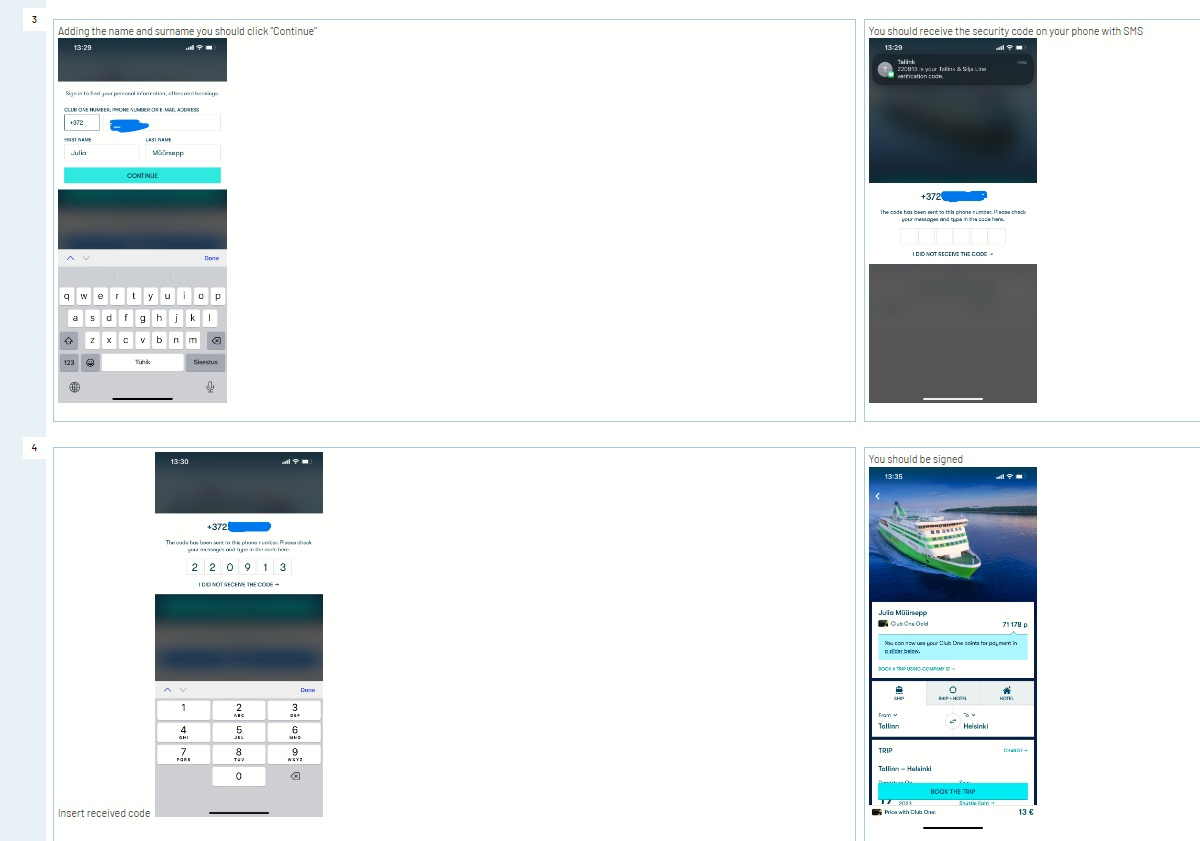 3
Adding the name and surname you should click "Continue"
13:29
Sign in to find your personal information, offers and bookings.
CLUB ONE NUMBER, PHONE NUMBER OR E-MAIL ADDRESS
+372
FIRST NAME LAST NAME
Julia Müürsepp
CONTINUE
Done
q w e r t y u i o p
a s d f g h j k l
z x c v b n m
123 Tühik Sisestus
You should receive the security code on your phone with SMS
13:29
Tallink now
220913 is your Tallink & Silja Line
verification code.
+372
The code has been sent to this phone number. Please check
your messages and type in the code here.
I DID NOT RECEIVE THE CODE →
4
13:30
+372
The code has been sent to this phone number. Please check
your messages and type in the code here.
2 2 0 9 1 3
I DID NOT RECEIVE THE CODE →
Done
1 2 3
ABC DEF
4 5 6
GHI JKL MNO
7 8 9
PQRS TUV WXYZ
0
Insert received code
You should be signed
13:35
Julia Müürsepp
Club One Gold 71 178 p
You can now use your Club One points for payment in
a slider below.
BOOK A TRIP USING COMPANY ID →
SHIP SHIP + HOTEL HOTEL
From To
Tallinn Helsinki
TRIP CHANGE →
Tallinn – Helsinki
BOOK THE TRIP
17 2023 Shuttle light →
Price with Club One: 13 €